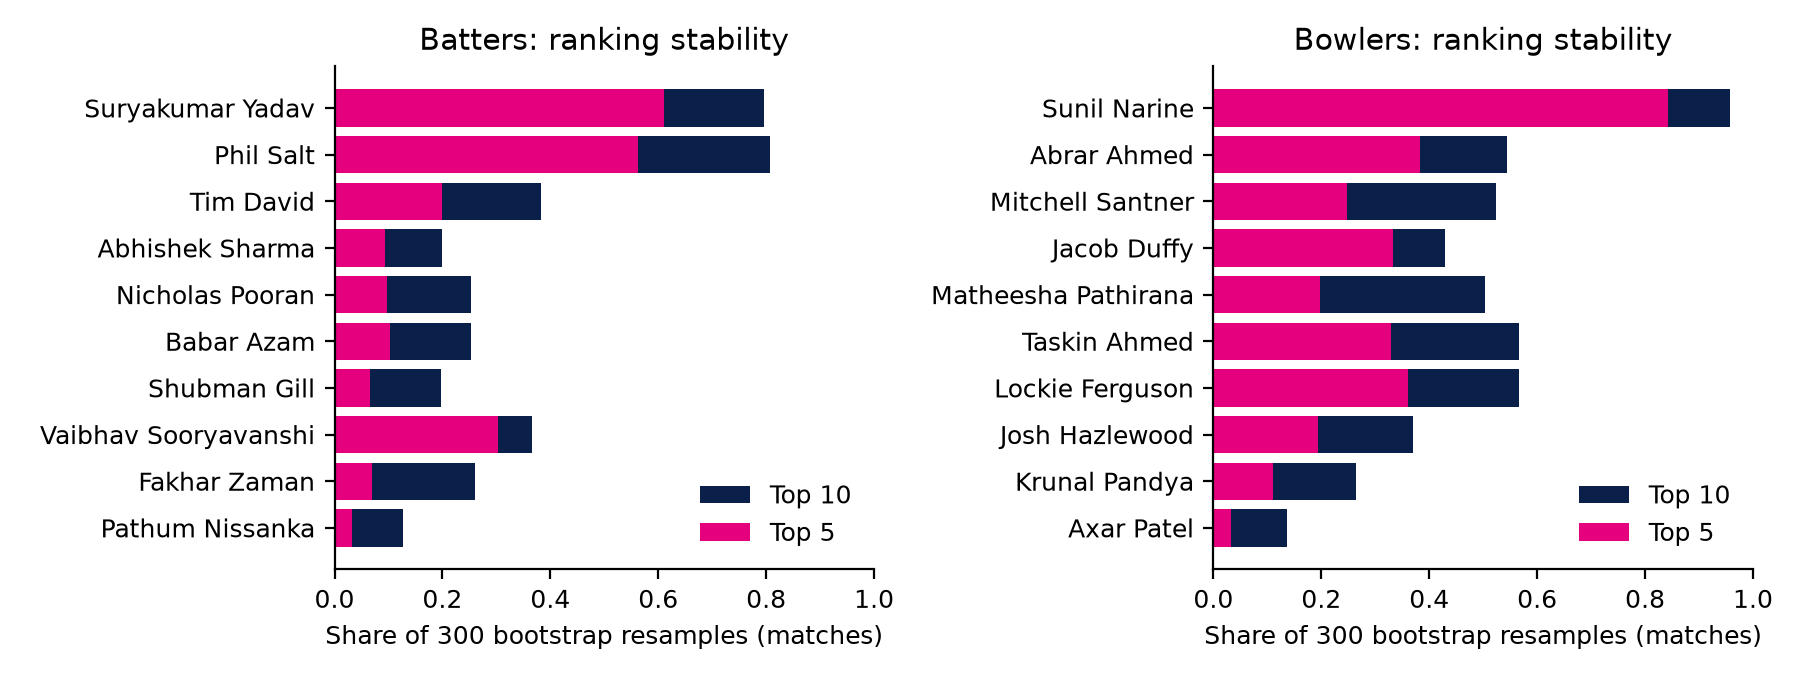 Batters: ranking stability
Suryakumar Yadav
Phil Salt
Tim David
Abhishek Sharma
Nicholas Pooran
Babar Azam
Shubman Gill
Vaibhav Sooryavanshi
Fakhar Zaman
Pathum Nissanka
Top 10
Top 5
0.0 0.2 0.4 0.6 0.8 1.0
Share of 300 bootstrap resamples (matches)
Bowlers: ranking stability
Sunil Narine
Abrar Ahmed
Mitchell Santner
Jacob Duffy
Matheesha Pathirana
Taskin Ahmed
Lockie Ferguson
Josh Hazlewood
Krunal Pandya
Axar Patel
Top 10
Top 5
0.0 0.2 0.4 0.6 0.8 1.0
Share of 300 bootstrap resamples (matches)